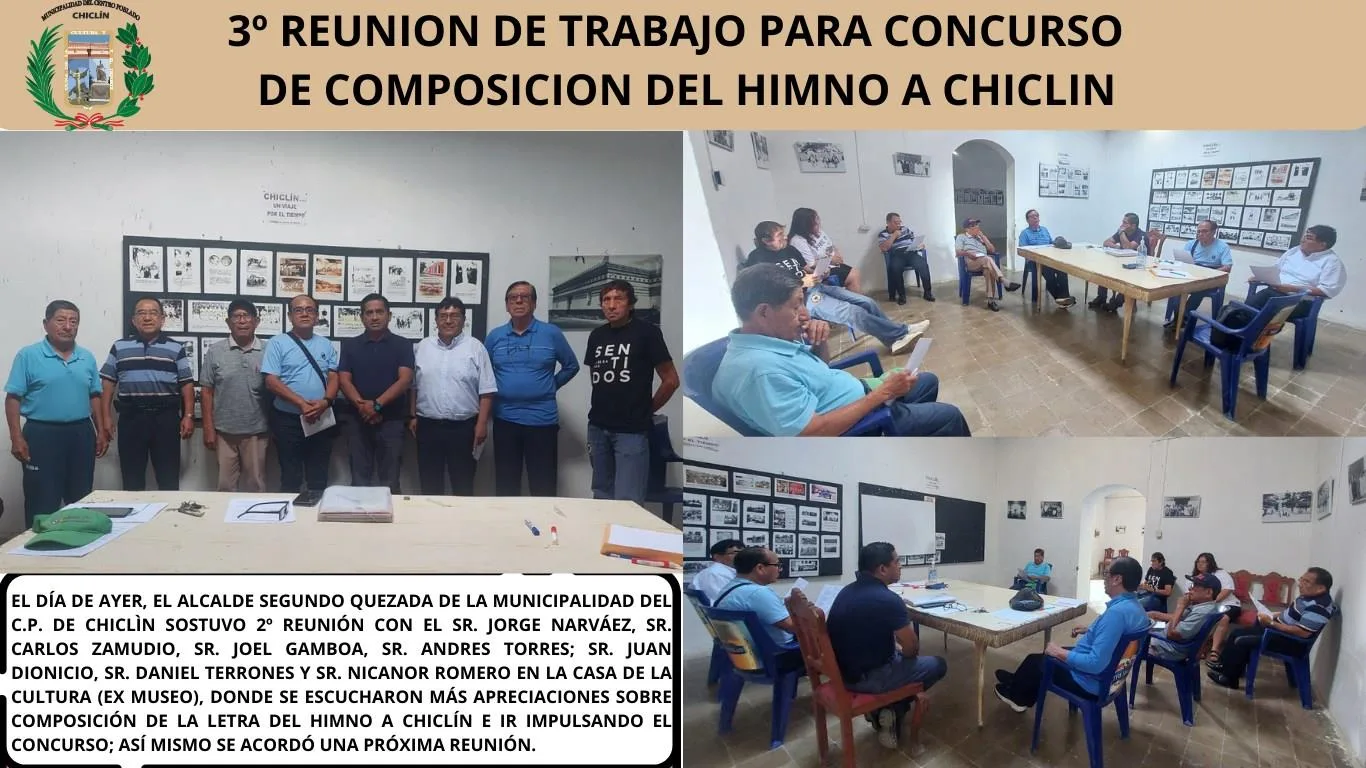 MUNICIPALIDAD DEL CENTRO POBLADO
CHICLÍN
3º REUNION DE TRABAJO PARA CONCURSO
DE COMPOSICION DEL HIMNO A CHICLIN
CHICLÍN...
UN VIAJE
POR EL TIEMPO
SEN
TI
DOS
EL DÍA DE AYER, EL ALCALDE SEGUNDO QUEZADA DE LA MUNICIPALIDAD DEL
C.P. DE CHICLÌN SOSTUVO 2º REUNIÓN CON EL SR. JORGE NARVÁEZ, SR.
CARLOS ZAMUDIO, SR. JOEL GAMBOA, SR. ANDRES TORRES; SR. JUAN
DIONICIO, SR. DANIEL TERRONES Y SR. NICANOR ROMERO EN LA CASA DE LA
CULTURA (EX MUSEO), DONDE SE ESCUCHARON MÁS APRECIACIONES SOBRE
COMPOSICIÓN DE LA LETRA DEL HIMNO A CHICLÍN E IR IMPULSANDO EL
CONCURSO; ASÍ MISMO SE ACORDÓ UNA PRÓXIMA REUNIÓN.